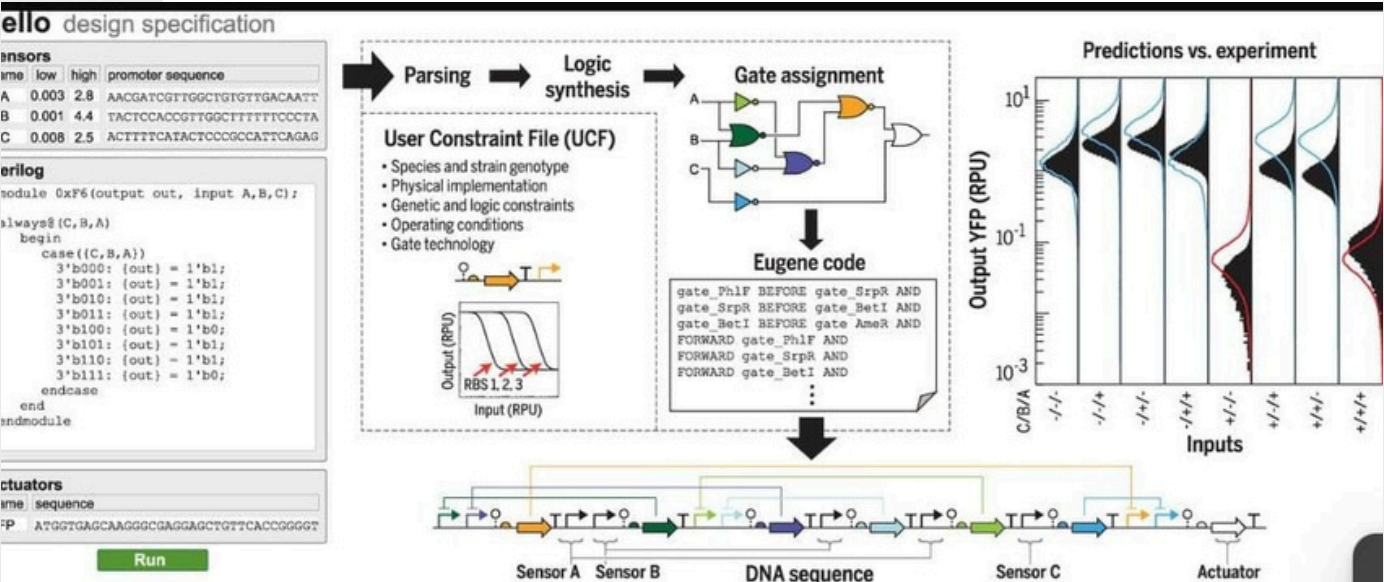 ello design specification
ensors
ame low high promoter sequence
A 0.003 2.8 AACGATCGTTGGCTGTGTTGACAATT
B 0.001 4.4 TACTCCACCGTTGGCTTTTTTCCCTA
C 0.008 2.5 ACTTTTCATACTCCCGCCATTCAGAG
erilog
module 0xF6(output out, input A,B,C);
always@(C,B,A)
begin
case({C,B,A})
3'b000: {out} = 1'b1;
3'b001: {out} = 1'b1;
3'b010: {out} = 1'b1;
3'b011: {out} = 1'b1;
3'b100: {out} = 1'b0;
3'b101: {out} = 1'b1;
3'b110: {out} = 1'b1;
3'b111: {out} = 1'b0;
endcase
end
endmodule
ctuators
ame sequence
FP ATGGTGAGCAAGGGCGAGGAGCTGTTCACCGGGGT
Run
Parsing
Logic
synthesis
Gate assignment
A
B
C
User Constraint File (UCF)
• Species and strain genotype
• Physical implementation
• Genetic and logic constraints
• Operating conditions
• Gate technology
Output (RPU)
RBS 1, 2, 3
Input (RPU)
Eugene code
gate_PhlF BEFORE gate_SrpR AND
gate_SrpR BEFORE gate_BetI AND
gate_BetI BEFORE gate AmeR AND
FORWARD gate_PhlF AND
FORWARD gate_SrpR AND
FORWARD gate_BetI AND
Predictions vs. experiment
Output YFP (RPU)
10¹
10⁻¹
10⁻³
C/B/A
-/-/-
-/-/+
-/+/-
-/+/+
+/-/-
+/-/+
+/+/-
+/+/+
Inputs
Sensor A Sensor B DNA sequence Sensor C Actuator